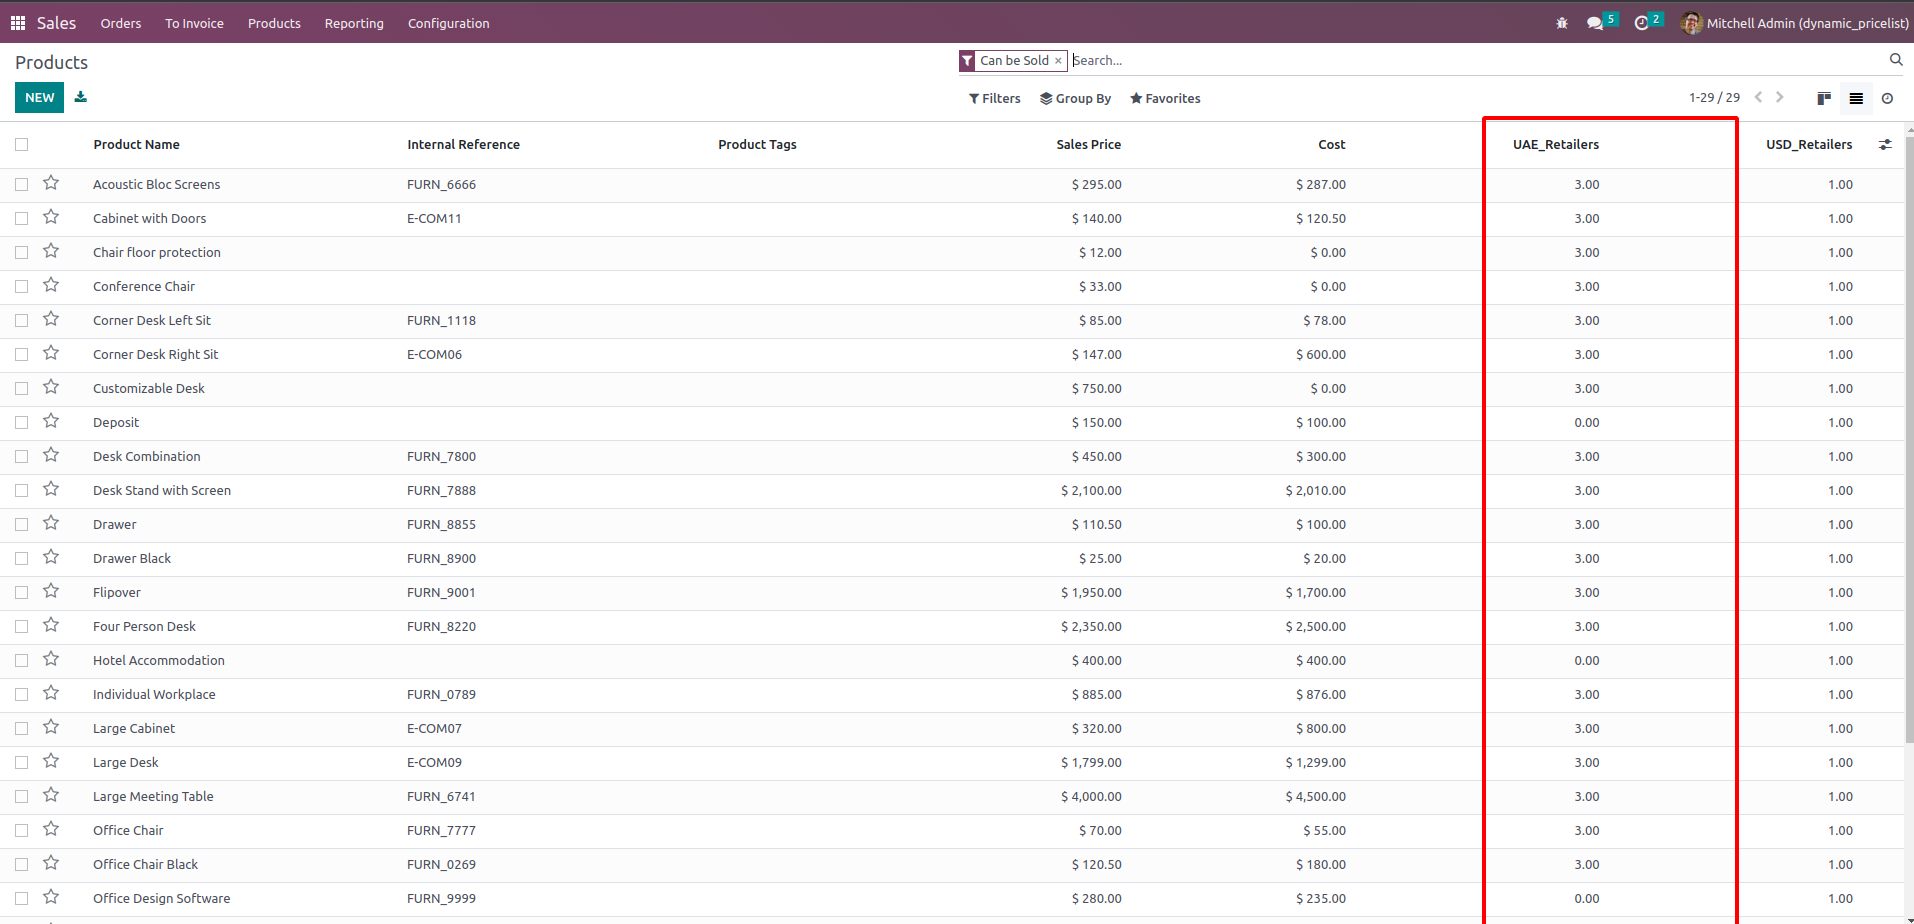 Sales Orders To Invoice Products Reporting Configuration 5 2 Mitchell Admin (dynamic_pricelist)
Products Can be Sold × Search...
NEW Filters Group By Favorites 1-29 / 29
Product Name Internal Reference Product Tags Sales Price Cost UAE_Retailers USD_Retailers
Acoustic Bloc Screens FURN_6666 $ 295.00 $ 287.00 3.00 1.00
Cabinet with Doors E-COM11 $ 140.00 $ 120.50 3.00 1.00
Chair floor protection $ 12.00 $ 0.00 3.00 1.00
Conference Chair $ 33.00 $ 0.00 3.00 1.00
Corner Desk Left Sit FURN_1118 $ 85.00 $ 78.00 3.00 1.00
Corner Desk Right Sit E-COM06 $ 147.00 $ 600.00 3.00 1.00
Customizable Desk $ 750.00 $ 0.00 3.00 1.00
Deposit $ 150.00 $ 100.00 0.00 1.00
Desk Combination FURN_7800 $ 450.00 $ 300.00 3.00 1.00
Desk Stand with Screen FURN_7888 $ 2,100.00 $ 2,010.00 3.00 1.00
Drawer FURN_8855 $ 110.50 $ 100.00 3.00 1.00
Drawer Black FURN_8900 $ 25.00 $ 20.00 3.00 1.00
Flipover FURN_9001 $ 1,950.00 $ 1,700.00 3.00 1.00
Four Person Desk FURN_8220 $ 2,350.00 $ 2,500.00 3.00 1.00
Hotel Accommodation $ 400.00 $ 400.00 0.00 1.00
Individual Workplace FURN_0789 $ 885.00 $ 876.00 3.00 1.00
Large Cabinet E-COM07 $ 320.00 $ 800.00 3.00 1.00
Large Desk E-COM09 $ 1,799.00 $ 1,299.00 3.00 1.00
Large Meeting Table FURN_6741 $ 4,000.00 $ 4,500.00 3.00 1.00
Office Chair FURN_7777 $ 70.00 $ 55.00 3.00 1.00
Office Chair Black FURN_0269 $ 120.50 $ 180.00 3.00 1.00
Office Design Software FURN_9999 $ 280.00 $ 235.00 0.00 1.00